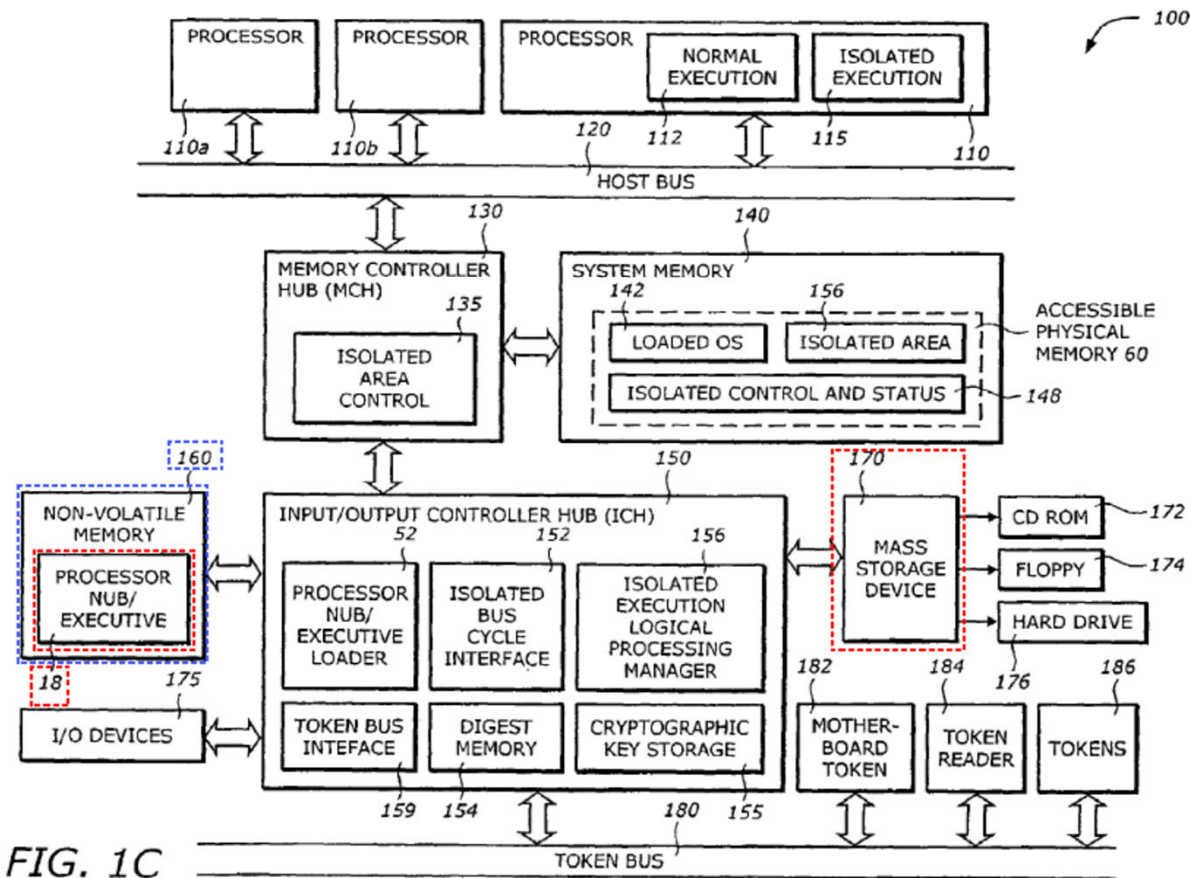 100
PROCESSOR
PROCESSOR
PROCESSOR
NORMAL
EXECUTION
ISOLATED
EXECUTION
110a
110b
120
112
115
110
HOST BUS
130
140
MEMORY CONTROLLER
HUB (MCH)
135
ISOLATED
AREA
CONTROL
SYSTEM MEMORY
142
156
LOADED OS
ISOLATED AREA
ISOLATED CONTROL AND STATUS
148
ACCESSIBLE
PHYSICAL
MEMORY 60
160
150
170
NON-VOLATILE
MEMORY
PROCESSOR
NUB/
EXECUTIVE
18
175
I/O DEVICES
INPUT/OUTPUT CONTROLLER HUB (ICH)
52
152
156
PROCESSOR
NUB/
EXECUTIVE
LOADER
ISOLATED
BUS
CYCLE
INTERFACE
ISOLATED
EXECUTION
LOGICAL
PROCESSING
MANAGER
TOKEN BUS
INTEFACE
DIGEST
MEMORY
CRYPTOGRAPHIC
KEY STORAGE
159
154
155
MASS
STORAGE
DEVICE
CD ROM
172
FLOPPY
174
HARD DRIVE
176
182
184
186
MOTHER-
BOARD
TOKEN
TOKEN
READER
TOKENS
180
TOKEN BUS
FIG. 1C